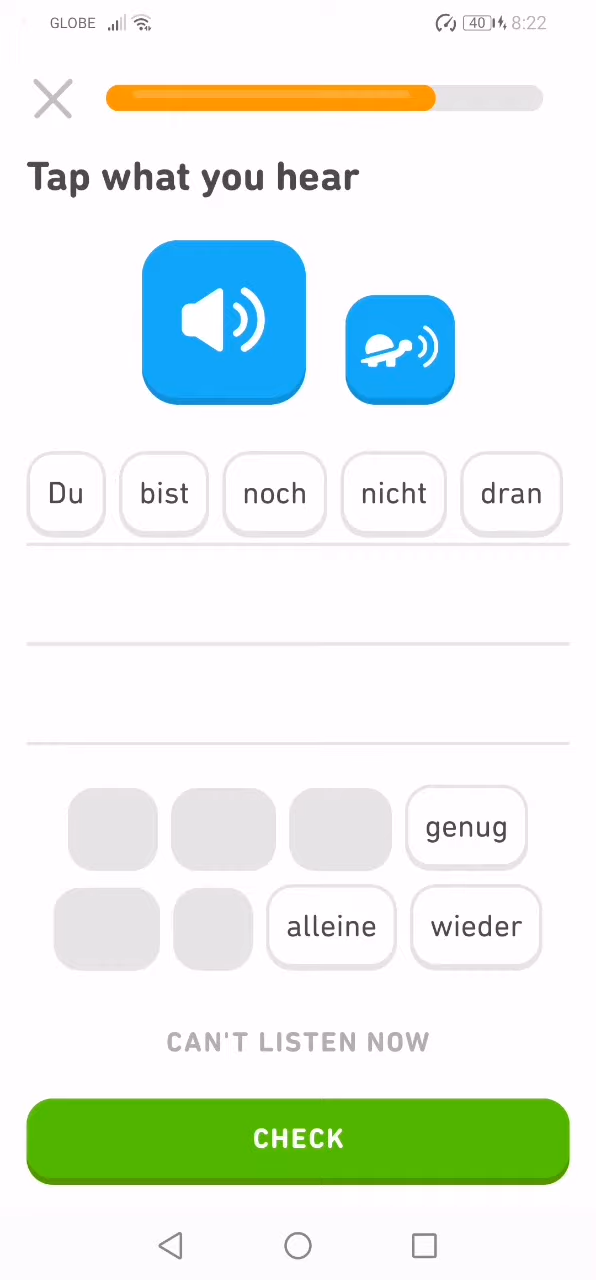 GLOBE 40 8:22
Tap what you hear
Du bist noch nicht dran
genug
alleine wieder
CAN'T LISTEN NOW
CHECK